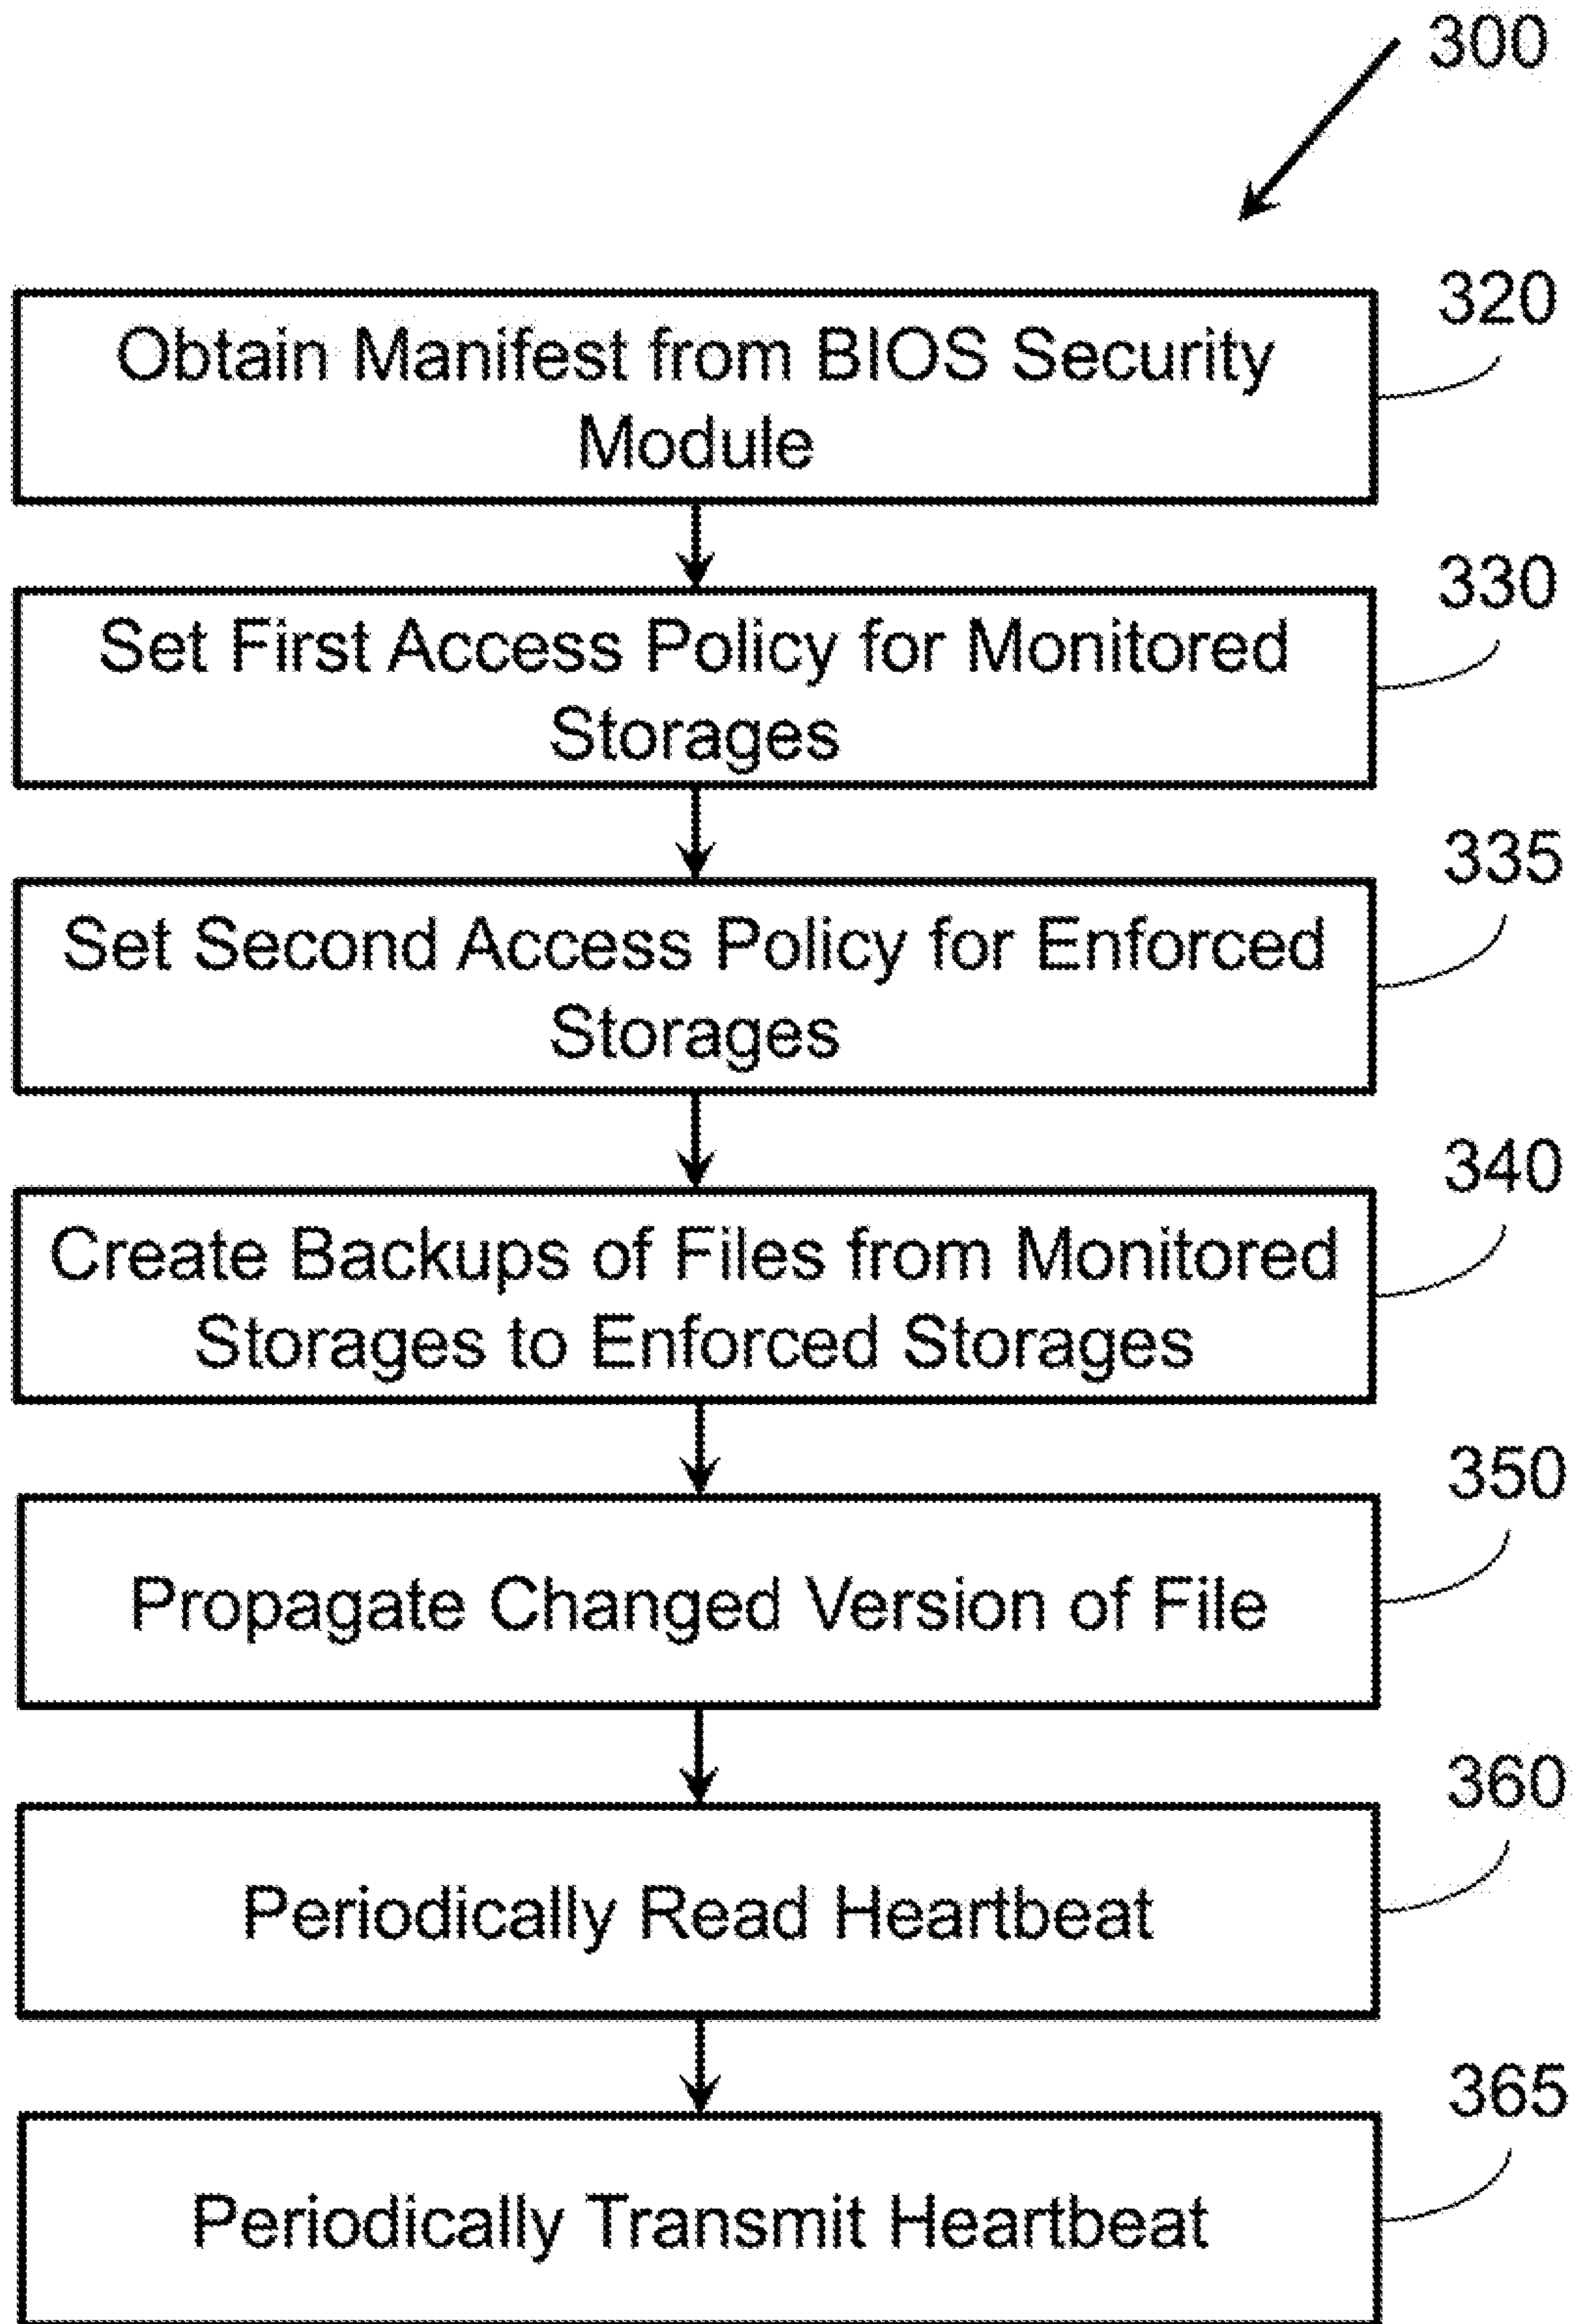 300
320
Obtain Manifest from BIOS Security
Module
330
Set First Access Policy for Monitored
Storages
335
Set Second Access Policy for Enforced
Storages
340
Create Backups of Files from Monitored
Storages to Enforced Storages
350
Propagate Changed Version of File
360
Periodically Read Heartbeat
365
Periodically Transmit Heartbeat